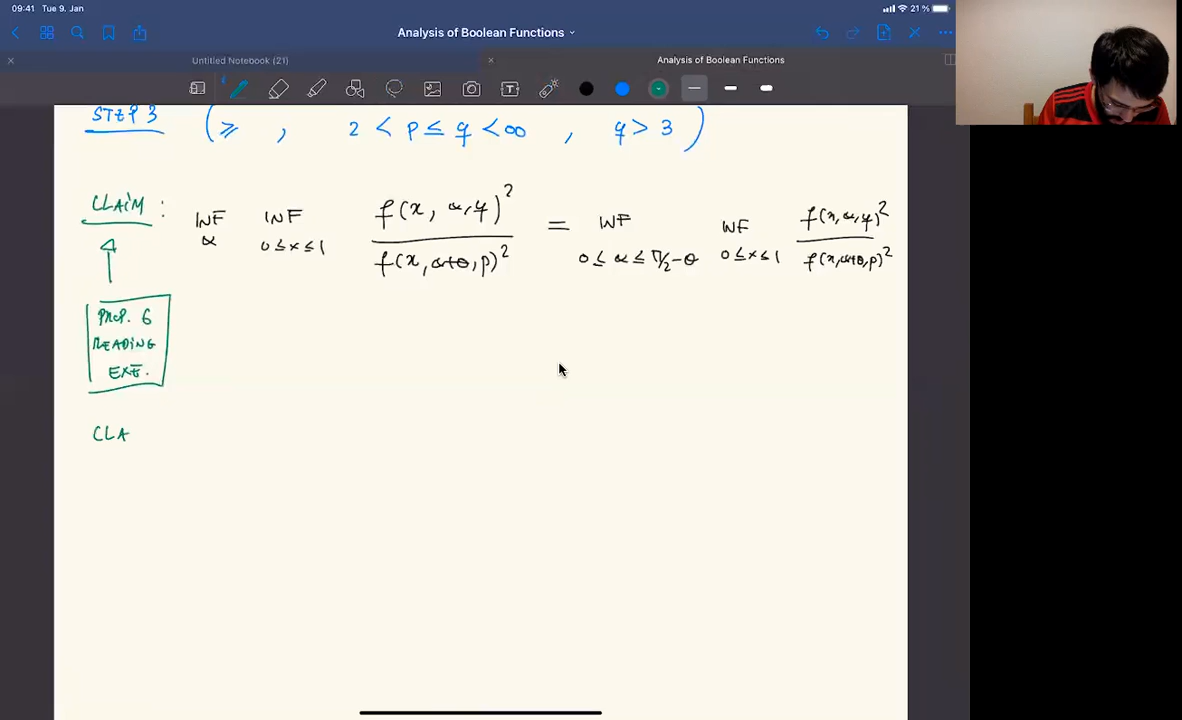 09:41 Tue 9. Jan
21 %
Analysis of Boolean Functions
Untitled Notebook (21)
Analysis of Boolean Functions
STEP 3 ( ≥ , 2 < p ≤ q < ∞ , q > 3 )
CLAIM : INF α INF 0 ≤ x ≤ 1 f(x, α, q)² / f(x, α+θ, p)² = INF 0 ≤ α ≤ π/2 - θ INF 0 ≤ x ≤ 1 f(x, α, q)² / f(x, α+θ, p)²
PROP. 6
READING
EXE.
CLA